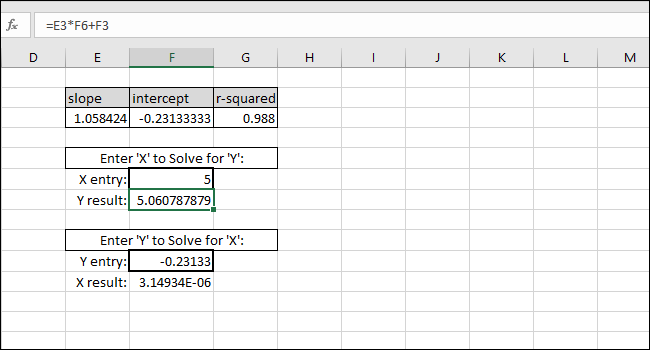 fx =E3*F6+F3
D E F G H I J K L M
slope intercept r-squared
1.058424 -0.23133333 0.988
Enter 'X' to Solve for 'Y':
X entry: 5
Y result: 5.060787879
Enter 'Y' to Solve for 'X':
Y entry: -0.23133
X result: 3.14934E-06